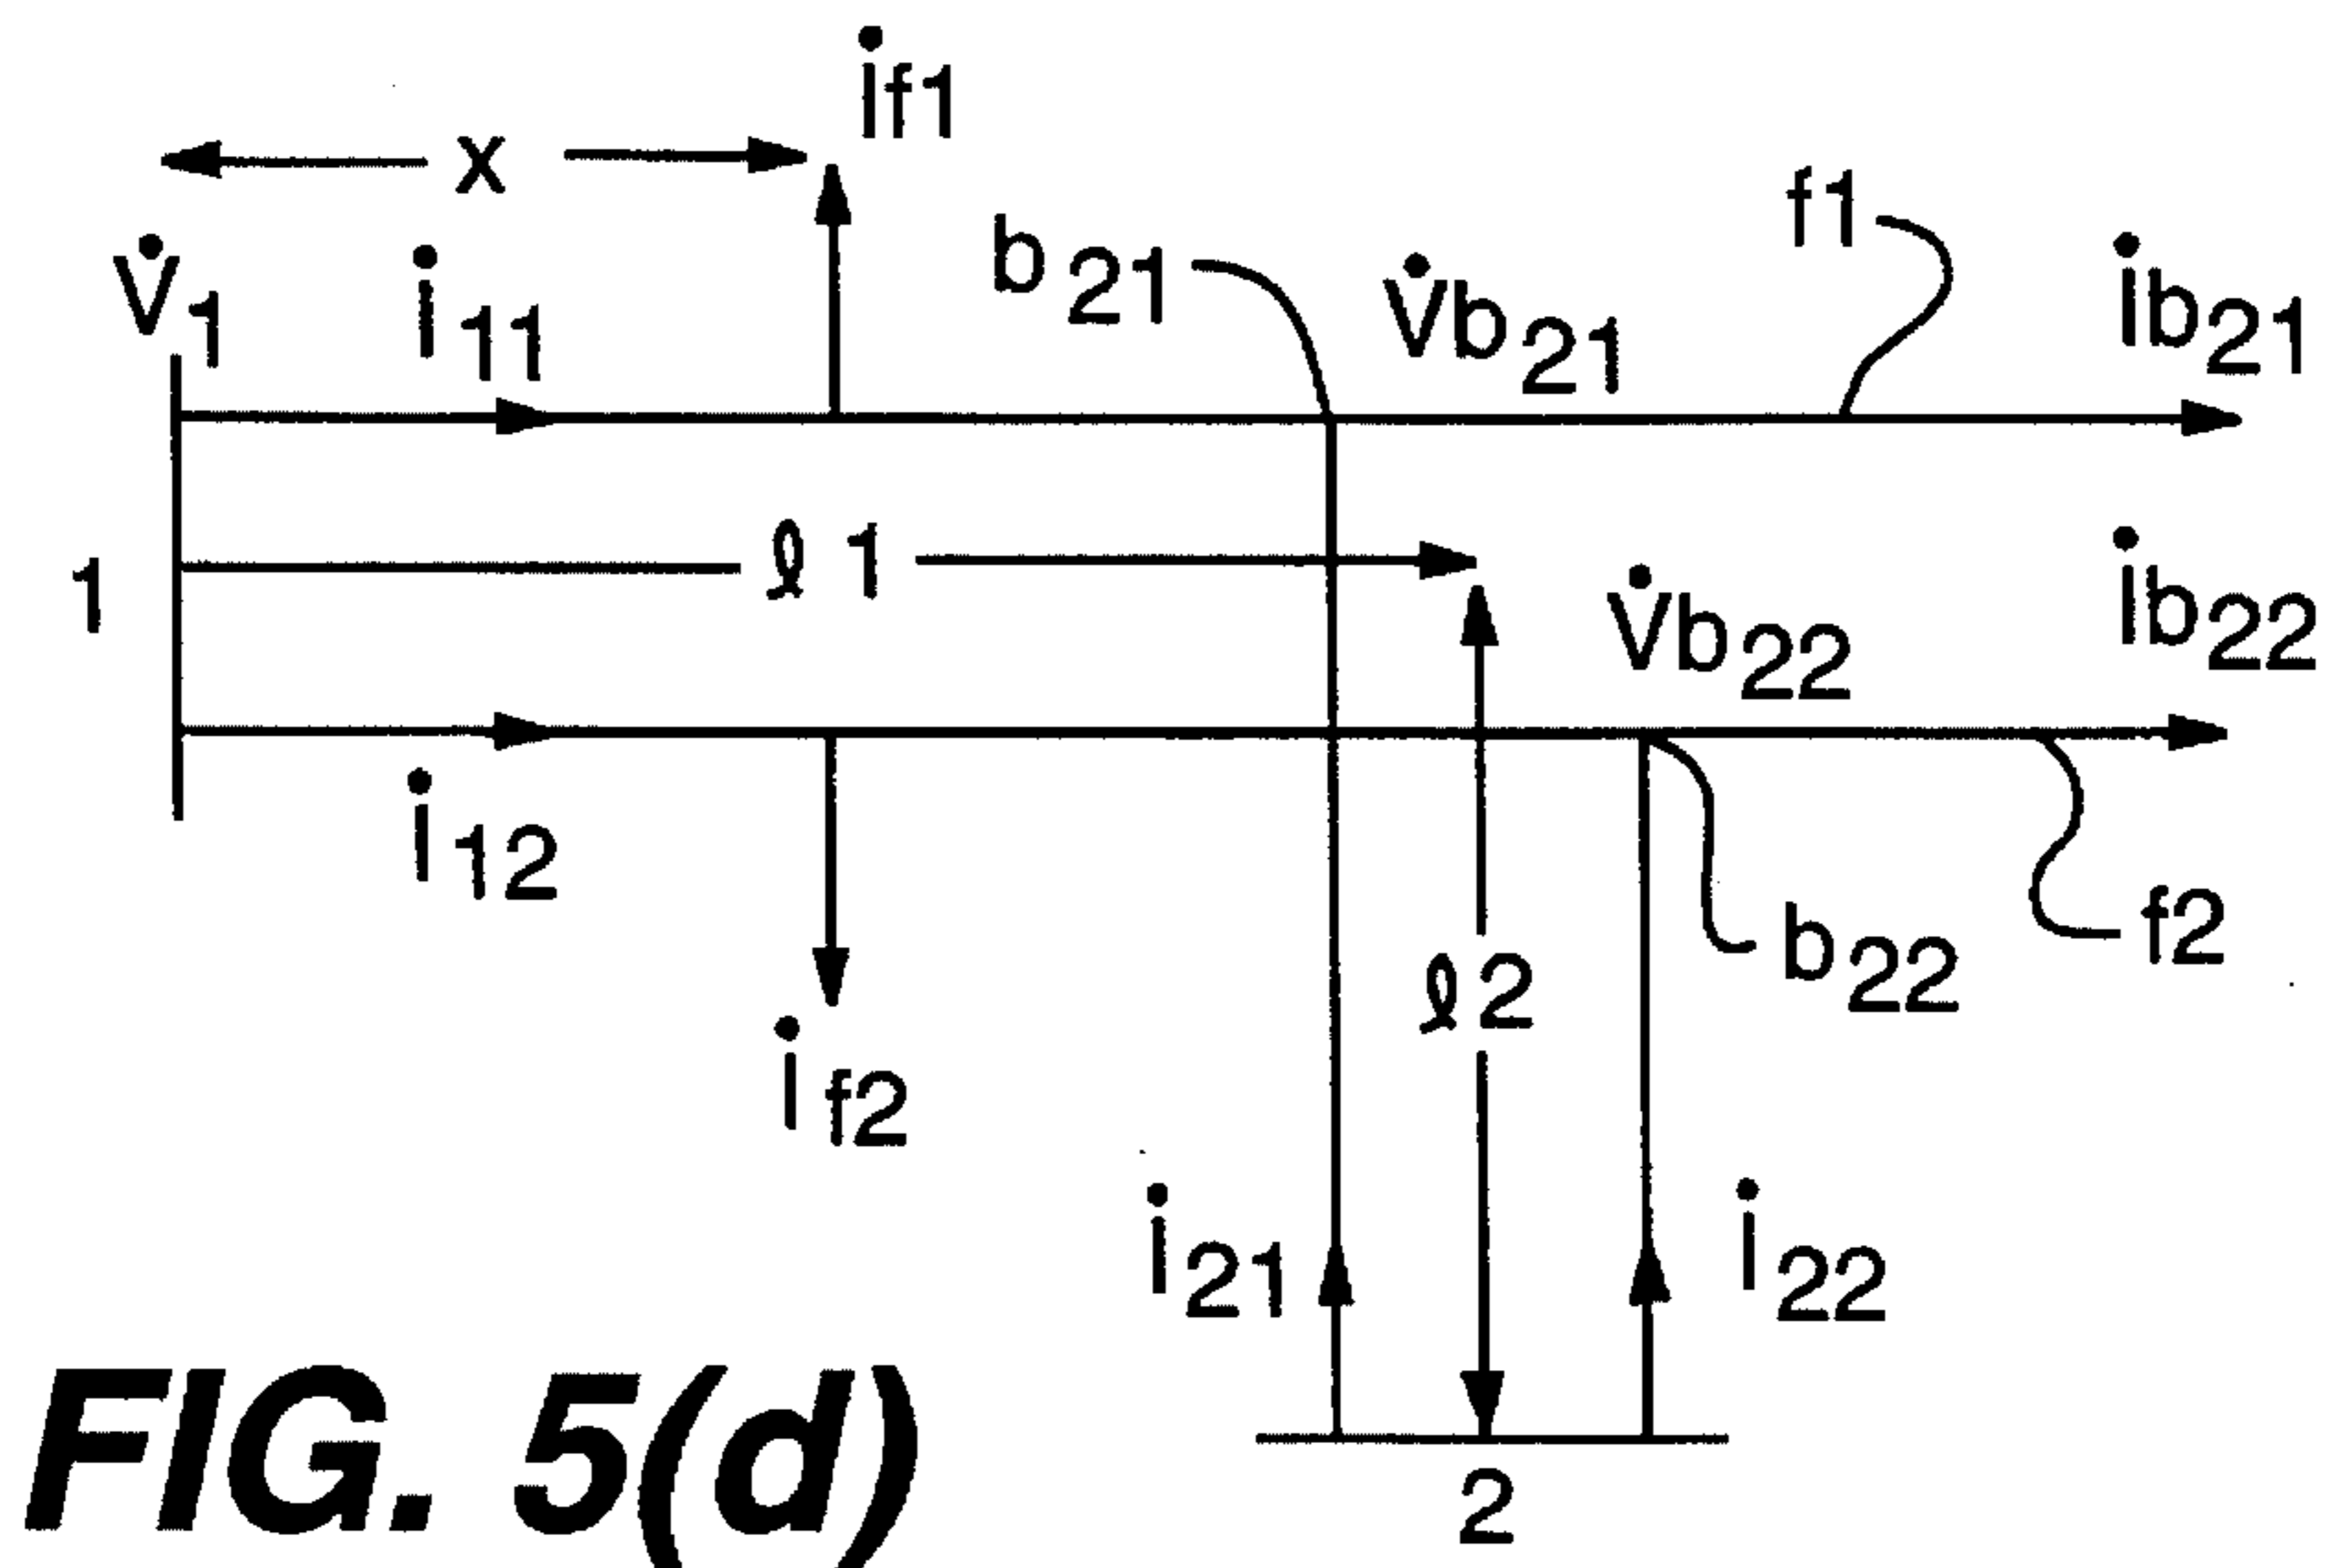 i̇f1
x
f1
b21
v̇1
i̇11
v̇b21
i̇b21
ℓ1
1
v̇b22
i̇b22
i̇12
b22
f2
ℓ2
i̇f2
i̇21
i̇22
2
FIG. 5(d)